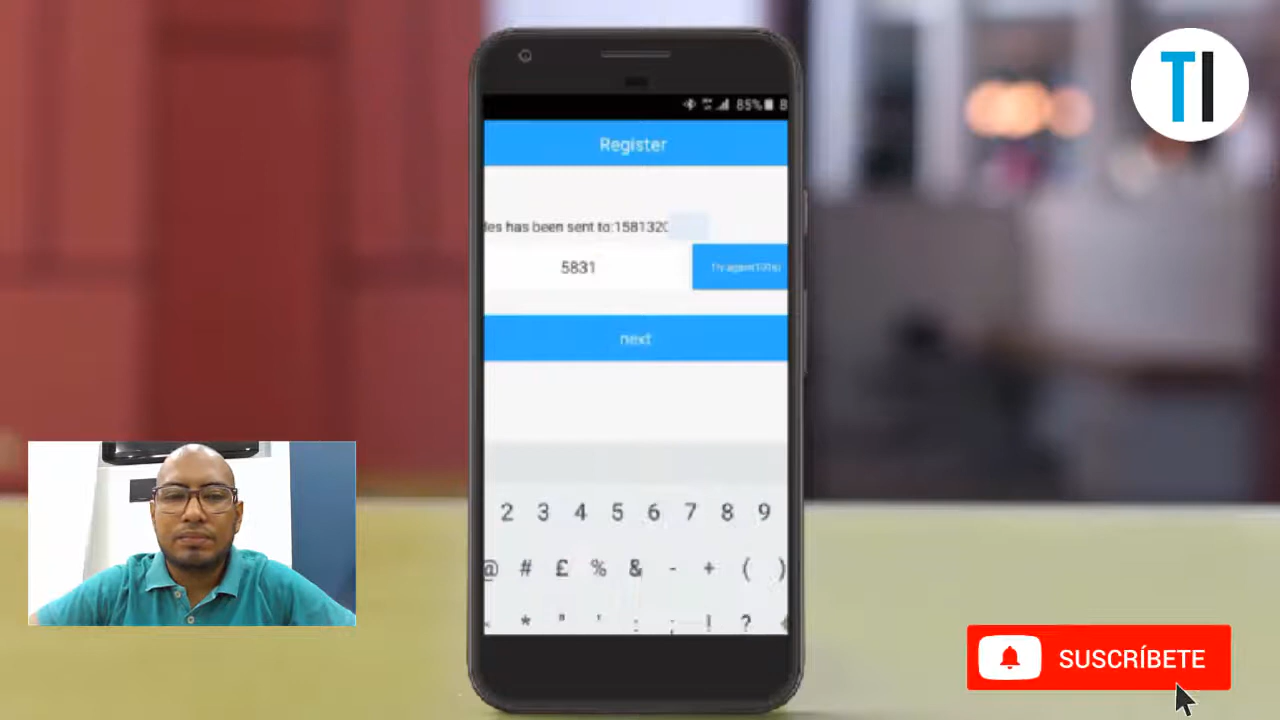 TI
85% 8
Register
des has been sent to:1581320
5831
next
2 3 4 5 6 7 8 9
@ # £ % & - + ( )
* " ' : ; ! ?
SUSCRÍBETE